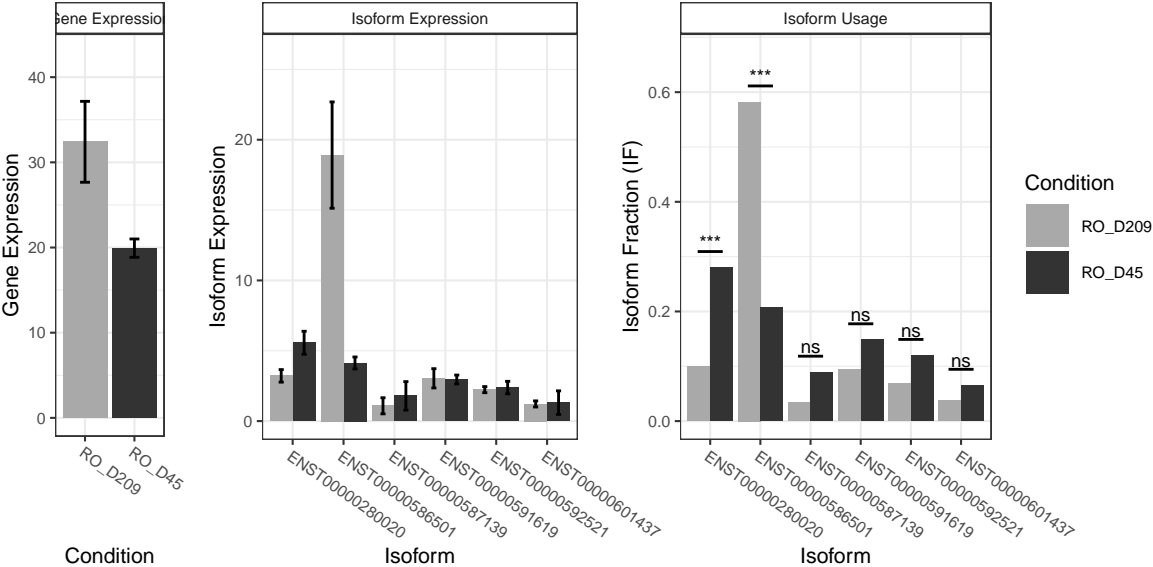 Gene Expression
Gene Expression
40
30
20
10
0
RO_D209
RO_D45
Condition
Isoform Expression
Isoform Expression
20
10
0
ENST00000280020
ENST00000586501
ENST00000587139
ENST00000591619
ENST00000592521
ENST00000601437
Isoform
Isoform Usage
Isoform Fraction (IF)
0.6
0.4
0.2
0.0
***
***
ns
ns
ns
ns
ENST00000280020
ENST00000586501
ENST00000587139
ENST00000591619
ENST00000592521
ENST00000601437
Isoform
Condition
RO_D209
RO_D45